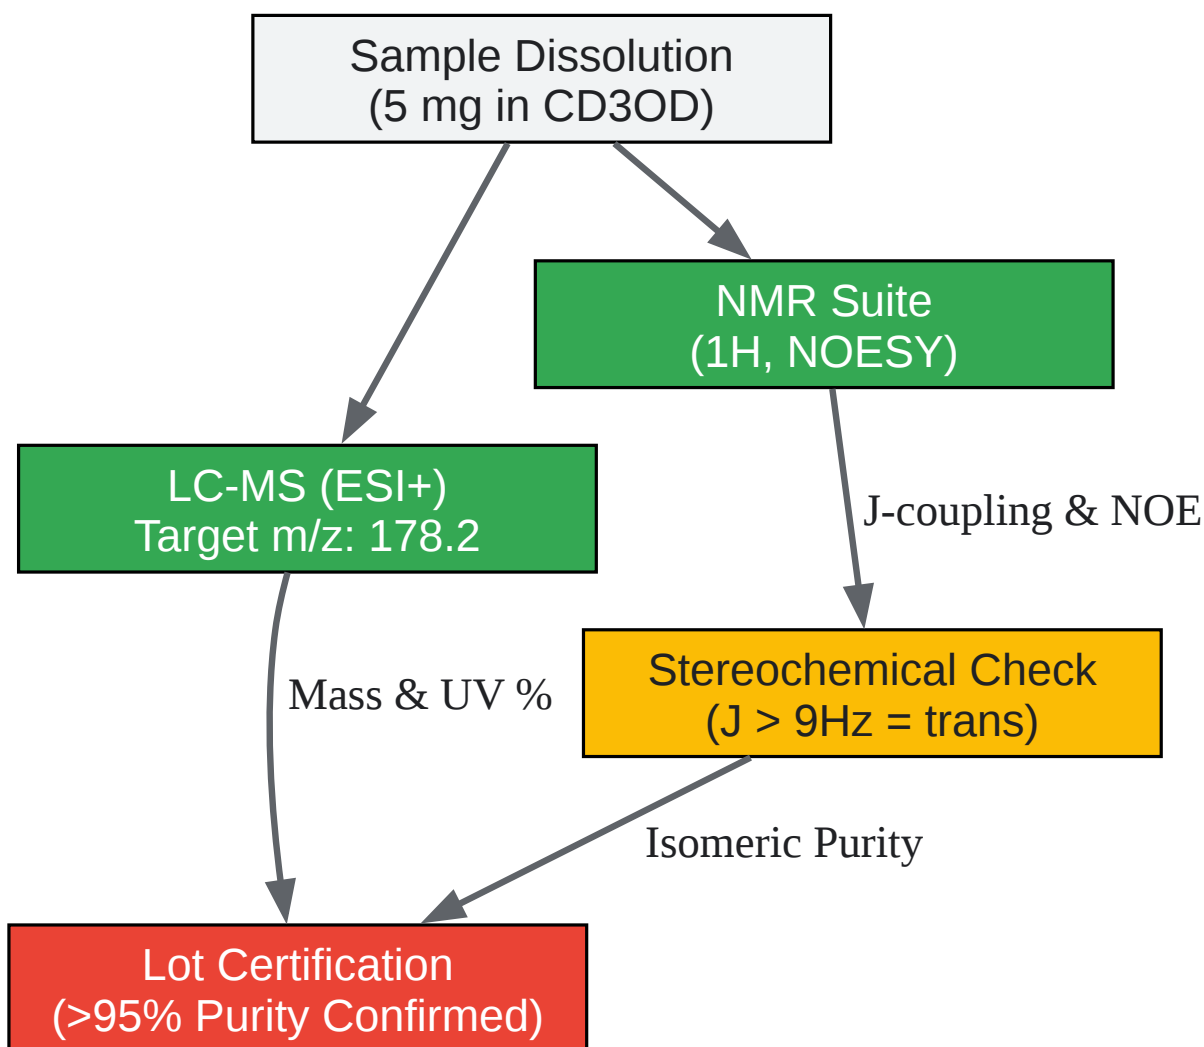 Sample Dissolution
(5 mg in CD3OD)
NMR Suite
(1H, NOESY)
LC-MS (ESI+)
Target m/z: 178.2
J-coupling & NOE
Stereochemical Check
(J > 9Hz = trans)
Mass & UV %
Isomeric Purity
Lot Certification
(>95% Purity Confirmed)